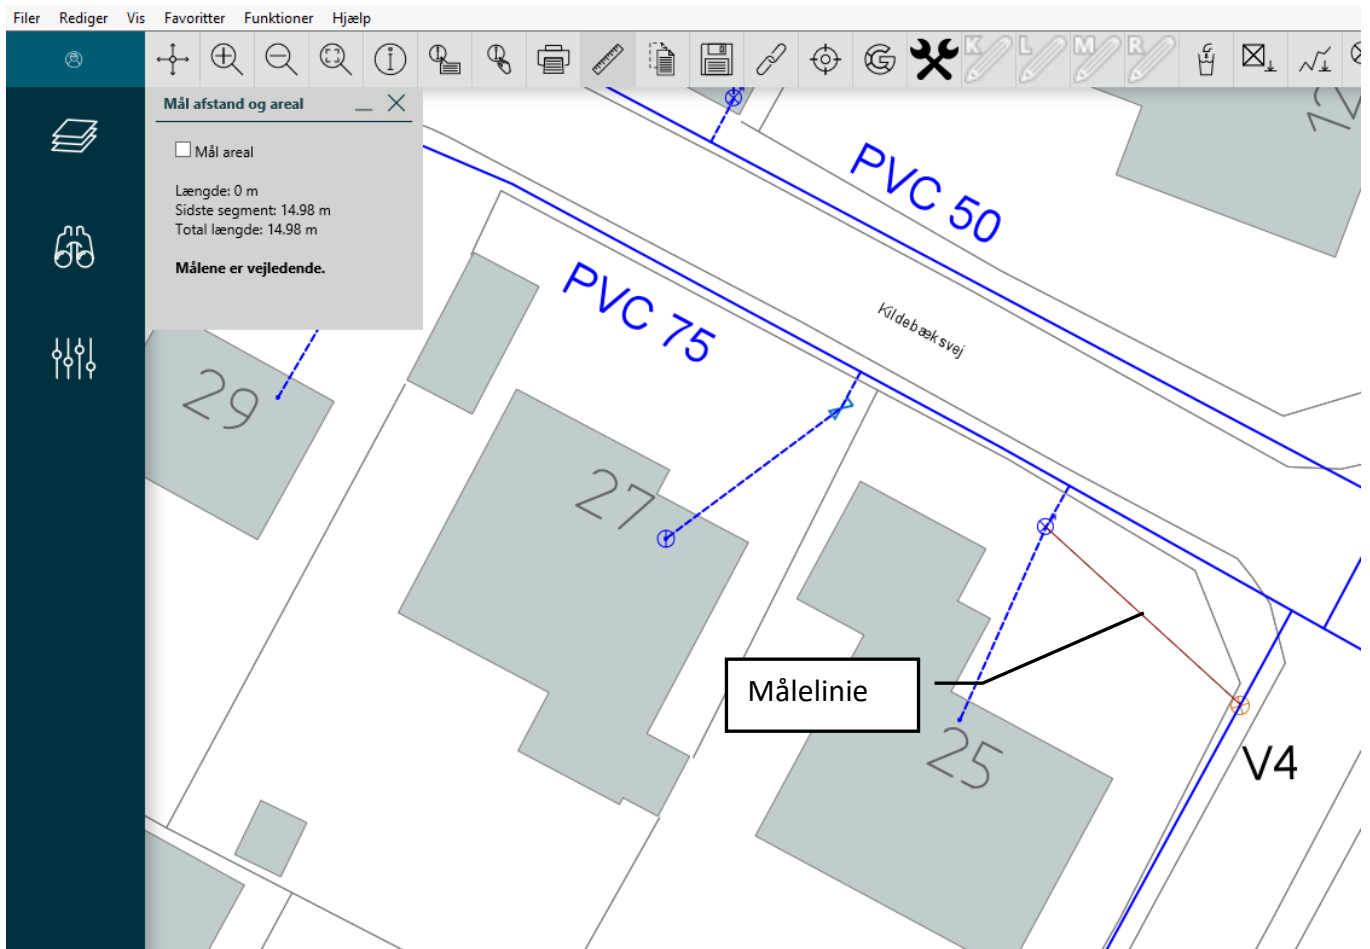 Filer Rediger Vis Favoritter Funktioner Hjælp
K L M R
Mål afstand og areal
Mål areal
Længde: 0 m
Sidste segment: 14.98 m
Total længde: 14.98 m
Målene er vejledende.
12
PVC 50
PVC 75
Kildebæksvej
29
27
Målelinie
25
V4